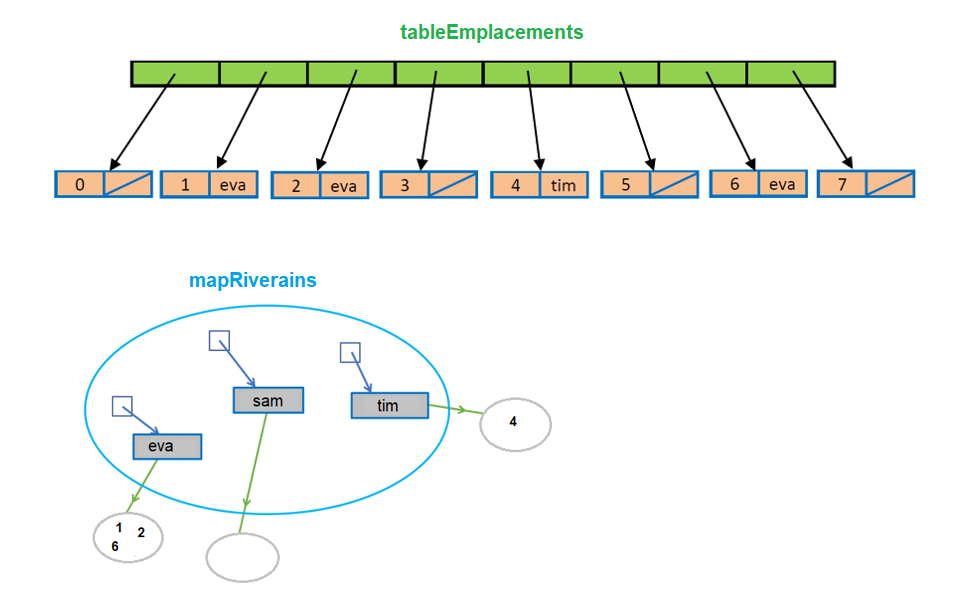 tableEmplacements
0 1 eva 2 eva 3 4 tim 5 6 eva 7
mapRiverains
sam
tim
eva
4
1 2
6